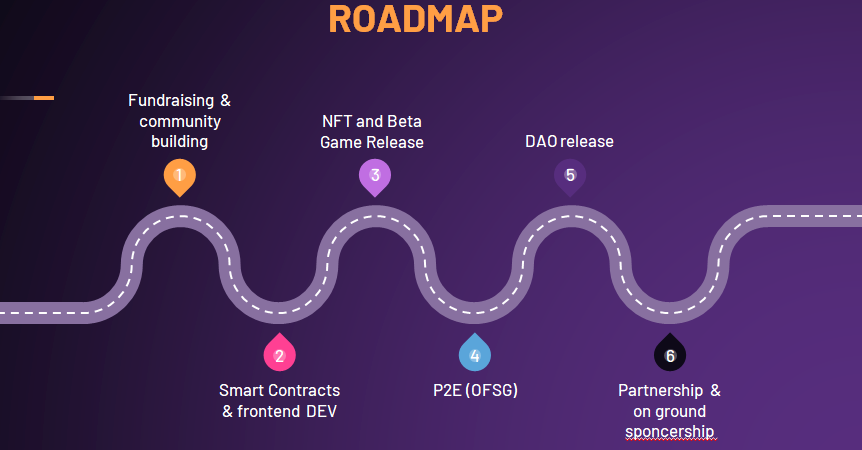 ROADMAP
Fundraising &
community
building
1
NFT and Beta
Game Release
3
DAO release
5
2
Smart Contracts
& frontend DEV
4
P2E (OFSG)
6
Partnership &
on ground
sponcership